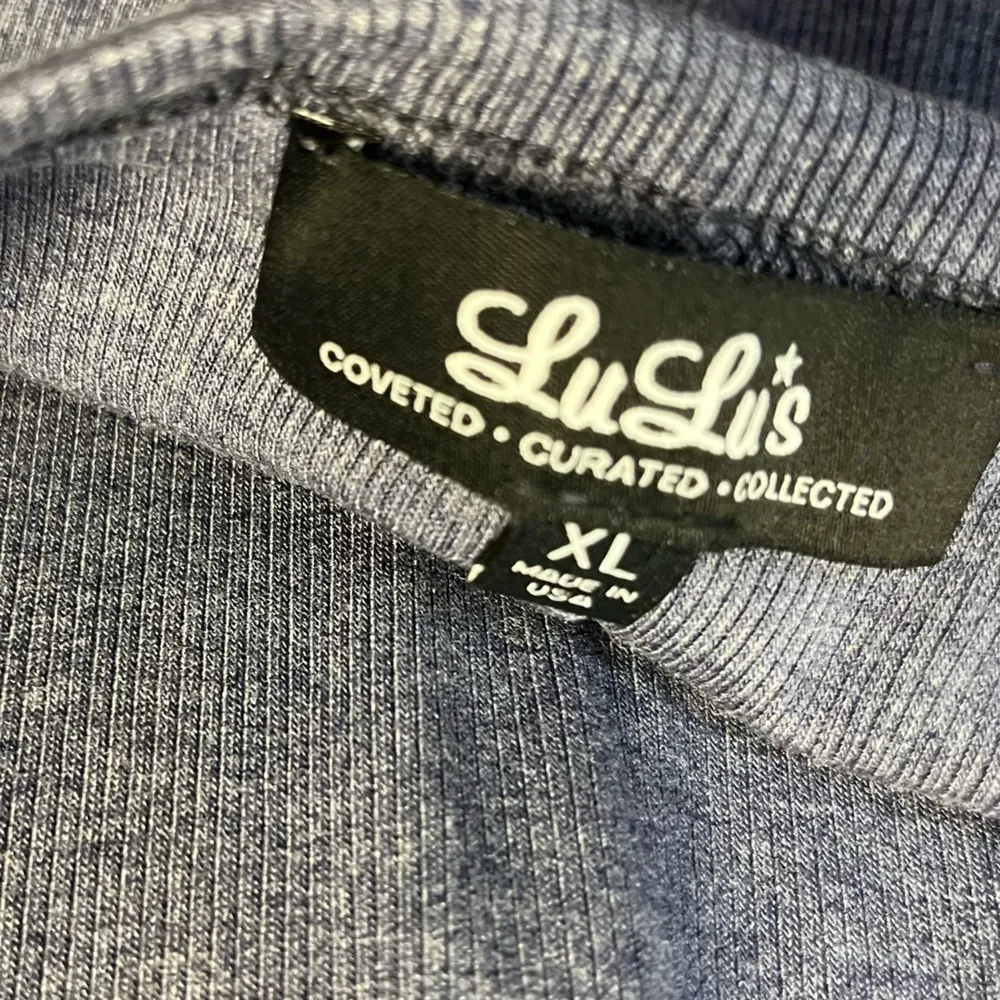 LuLu's
COVETED • CURATED • COLLECTED
XL
MADE IN
USA